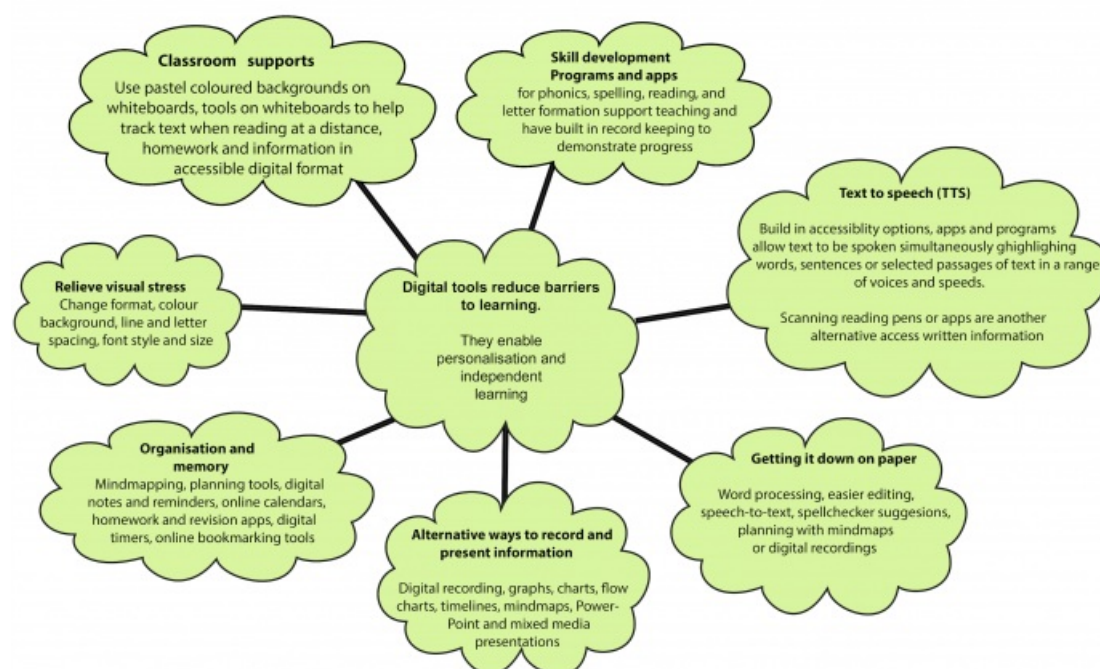 Classroom supports
Use pastel coloured backgrounds on
whiteboards, tools on whiteboards to help
track text when reading at a distance,
homework and information in
accessible digital format
Skill development
Programs and apps
for phonics, spelling, reading, and
letter formation support teaching and
have built in record keeping to
demonstrate progress
Text to speech (TTS)
Build in accessiblity options, apps and programs
allow text to be spoken simultaneously ghighlighing
words, sentences or selected passages of text in a range
of voices and speeds.
Scanning reading pens or apps are another
alternative access written information
Relieve visual stress
Change format, colour
background, line and letter
spacing, font style and size
Digital tools reduce barriers
to learning.
They enable
personalisation and
independent
learning
Organisation and
memory
Mindmapping, planning tools, digital
notes and reminders, online calendars,
homework and revision apps, digital
timers, online bookmarking tools
Alternative ways to record and
present information
Digital recording, graphs, charts, flow
charts, timelines, mindmaps, Power-
Point and mixed media
presentations
Getting it down on paper
Word processing, easier editing,
speech-to-text, spellchecker suggesions,
planning with mindmaps
or digital recordings